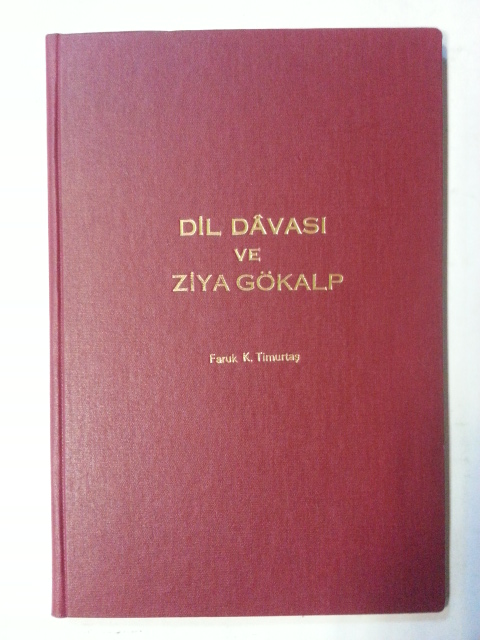 DİL DÂVASI
VE
ZİYA GÖKALP
Faruk K. Timurtaş